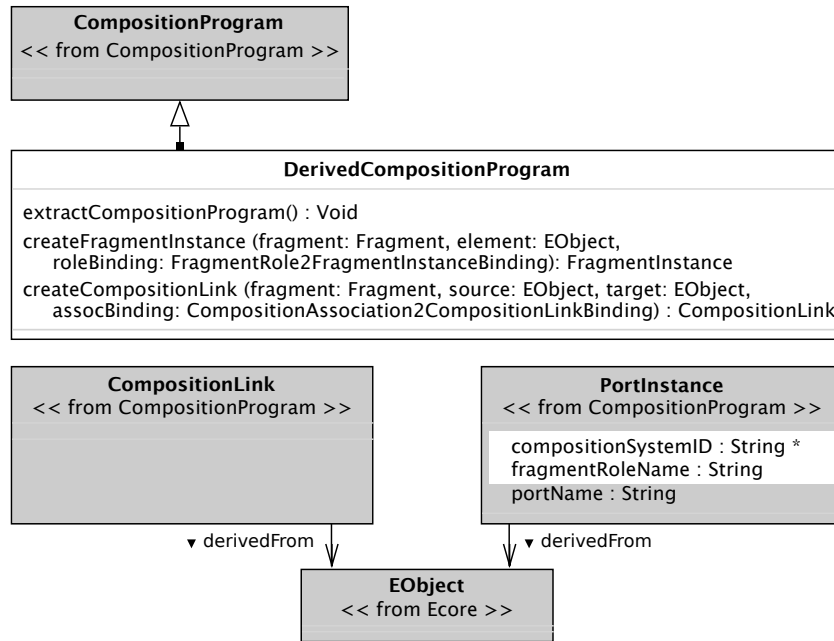 CompositionProgram
<< from CompositionProgram >>
DerivedCompositionProgram
extractCompositionProgram() : Void
createFragmentInstance (fragment: Fragment, element: EObject,
roleBinding: FragmentRole2FragmentInstanceBinding): FragmentInstance
createCompositionLink (fragment: Fragment, source: EObject, target: EObject,
assocBinding: CompositionAssociation2CompositionLinkBinding) : CompositionLink
CompositionLink
<< from CompositionProgram >>
PortInstance
<< from CompositionProgram >>
compositionSystemID : String *
fragmentRoleName : String
portName : String
▼ derivedFrom
▼ derivedFrom
EObject
<< from Ecore >>